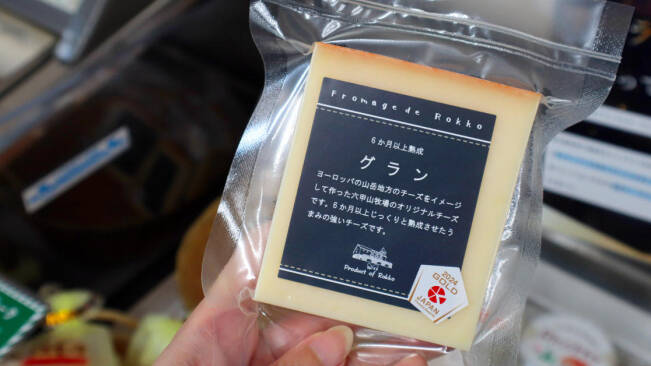 Fromage de Rokko
6か月以上熟成
グラン
ヨーロッパの山岳地方のチーズをイメージ
して作った六甲山牧場のオリジナルチーズ
です。6か月以上じっくりと熟成させたう
まみの強いチーズです。
Product of Rokko
2024
GOLD
JAPAN